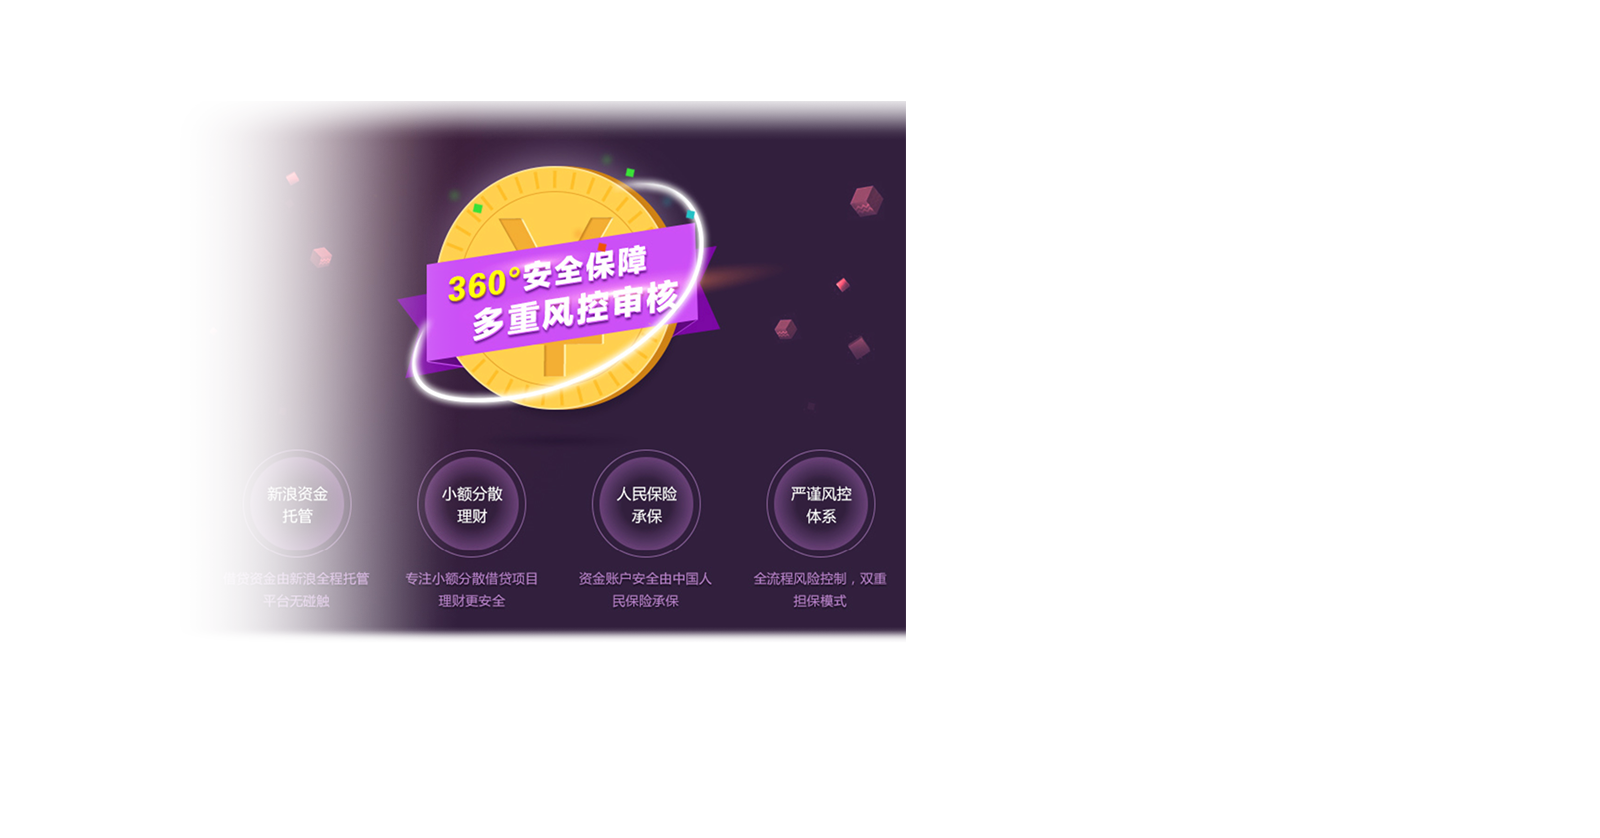 360°安全保障
多重风控审核
新浪资金
托管
小额分散
理财
人民保险
承保
严谨风控
体系
资金由新浪全程托管
平台无碰触
专注小额分散借贷项目
理财更安全
资金账户安全由中国人
民保险承保
全流程风险控制，双重
担保模式